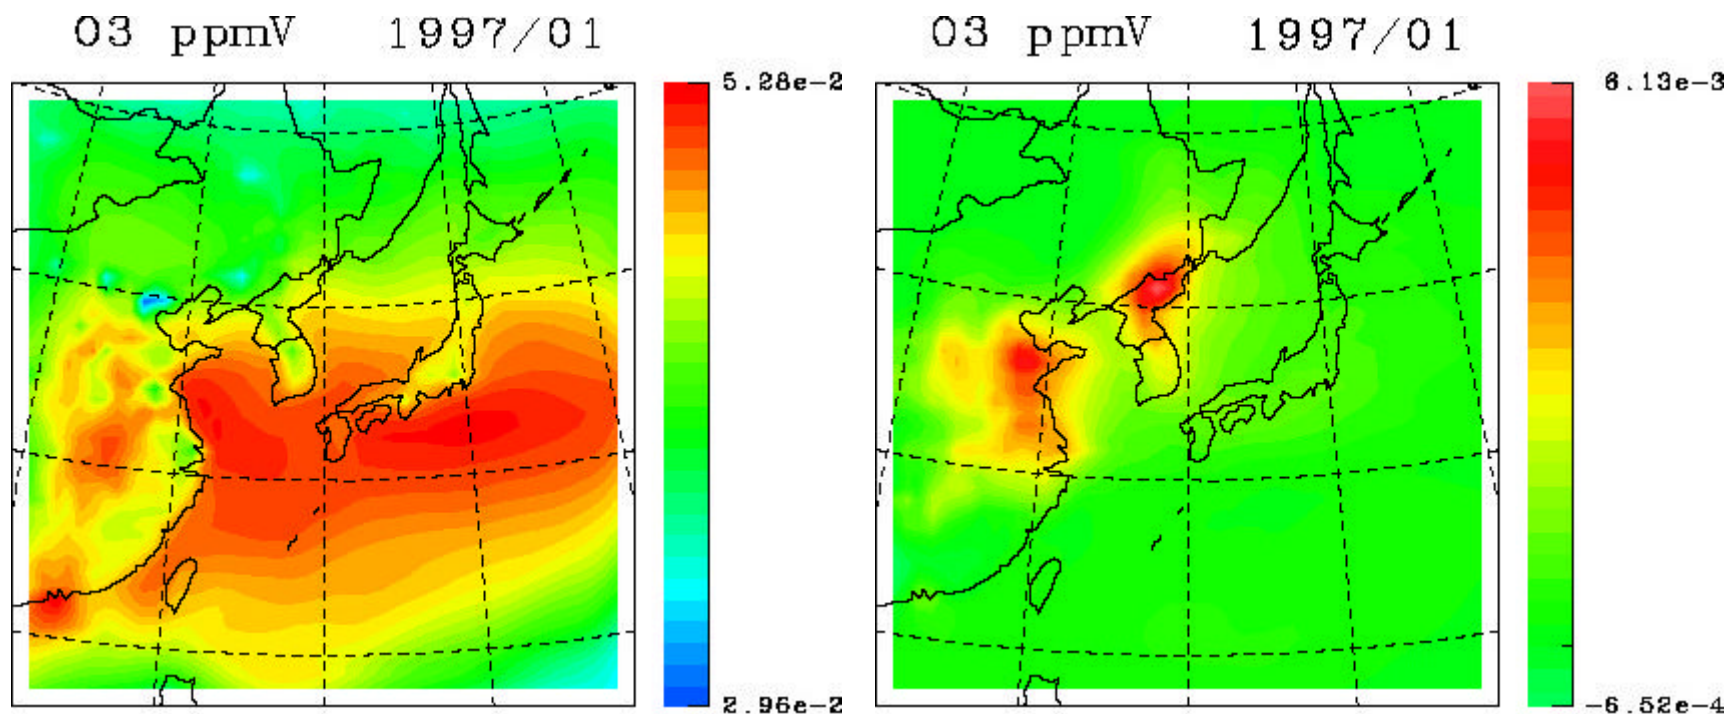 O3 ppmV 1997/01
5.28e-2
2.96e-2
O3 ppmV 1997/01
6.13e-3
-6.52e-4